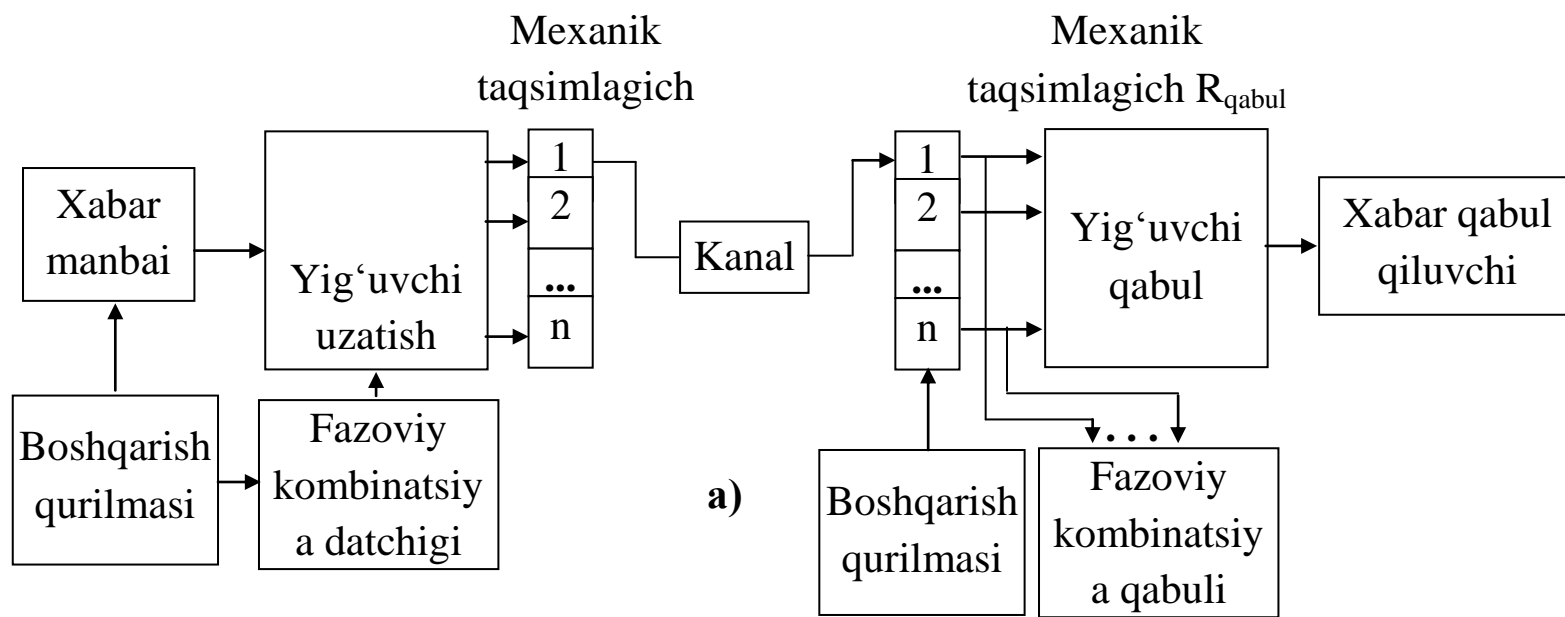 Mexanik
taqsimlagich
Mexanik
taqsimlagich R_qabul
Xabar
manbai
Yig‘uvchi
uzatish
1
2
...
n
Kanal
1
2
...
n
Yig‘uvchi
qabul
Xabar qabul
qiluvchi
Boshqarish
qurilmasi
Fazoviy
kombinatsiy
a datchigi
a)
Boshqarish
qurilmasi
. . .
Fazoviy
kombinatsiy
a qabuli